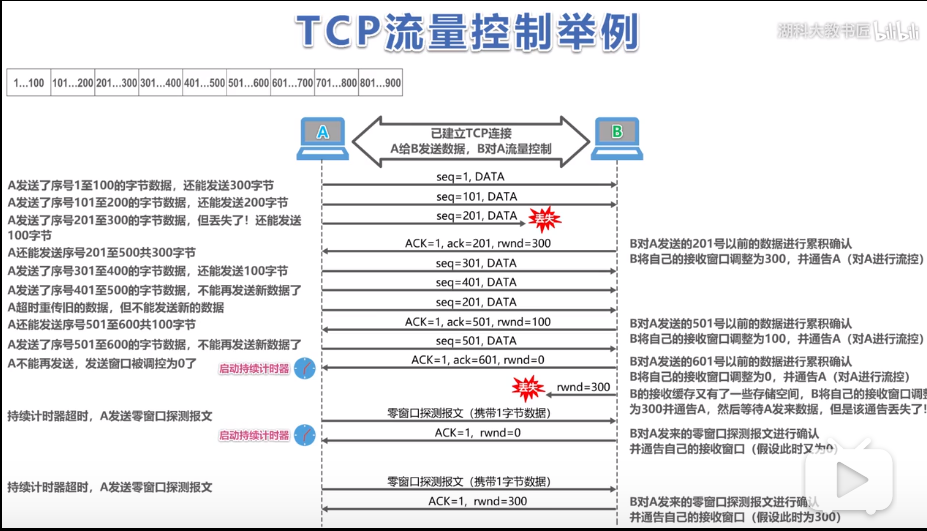 TCP流量控制举例
湖科大教书匠 bilibili
1…100 101…200 201…300 301…400 401…500 501…600 601…700 701…800 801…900
A
B
已建立TCP连接
A给B发送数据，B对A流量控制
A发送了序号1至100的字节数据，还能发送300字节
seq=1, DATA
A发送了序号101至200的字节数据，还能发送200字节
seq=101, DATA
A发送了序号201至300的字节数据，但丢失了！还能发送
100字节
seq=201, DATA
丢失
A还能发送序号201至500共300字节
ACK=1, ack=201, rwnd=300
B对A发送的201号以前的数据进行累积确认
B将自己的接收窗口调整为300，并通告A（对A进行流控）
A发送了序号301至400的字节数据，还能发送100字节
seq=301, DATA
A发送了序号401至500的字节数据，不能再发送新数据了
seq=401, DATA
A超时重传旧的数据，但不能发送新的数据
seq=201, DATA
A还能发送序号501至600共100字节
ACK=1, ack=501, rwnd=100
B对A发送的501号以前的数据进行累积确认
B将自己的接收窗口调整为100，并通告A（对A进行流控）
A发送了序号501至600的字节数据，不能再发送新数据了
seq=501, DATA
A不能再发送，发送窗口被调控为0了
启动持续计时器
ACK=1, ack=601, rwnd=0
B对A发送的601号以前的数据进行累积确认
B将自己的接收窗口调整为0，并通告A（对A进行流控）
丢失
rwnd=300
B的接收缓存又有了一些存储空间，B将自己的接收窗口调整
为300并通告A，然后等待A发来数据，但是该通告丢失了！
持续计时器超时，A发送零窗口探测报文
零窗口探测报文（携带1字节数据）
启动持续计时器
ACK=1, rwnd=0
B对A发来的零窗口探测报文进行确认
并通告自己的接收窗口（假设此时又为0）
持续计时器超时，A发送零窗口探测报文
零窗口探测报文（携带1字节数据）
ACK=1, rwnd=300
B对A发来的零窗口探测报文进行确认
并通告自己的接收窗口（假设此时为300）